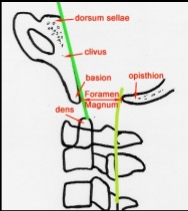 dorsum sellae
clivus
basion
opisthion
Foramen
Magnum
dens